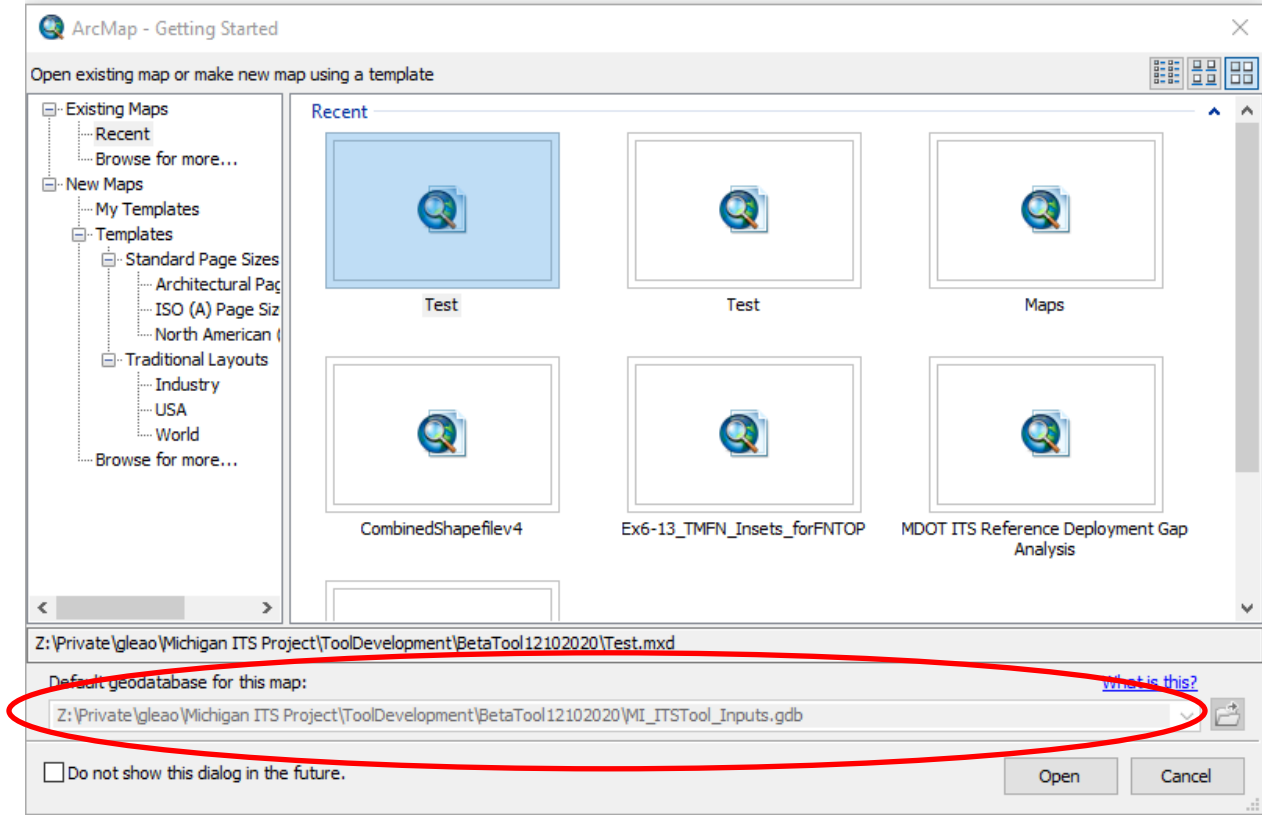 ArcMap - Getting Started
Open existing map or make new map using a template
Existing Maps
Recent
Browse for more...
New Maps
My Templates
Templates
Standard Page Sizes
Architectural Pag
ISO (A) Page Siz
North American (
Traditional Layouts
Industry
USA
World
Browse for more...
Recent
Test
Test
Maps
CombinedShapefilev4
Ex6-13_TMFN_Insets_forFNTOP
MDOT ITS Reference Deployment Gap
Analysis
Z:\Private\gleao\Michigan ITS Project\ToolDevelopment\BetaTool12102020\Test.mxd
Default geodatabase for this map:
What is this?
Z:\Private\gleao\Michigan ITS Project\ToolDevelopment\BetaTool12102020\MI_ITSTool_Inputs.gdb
Do not show this dialog in the future.
Open
Cancel